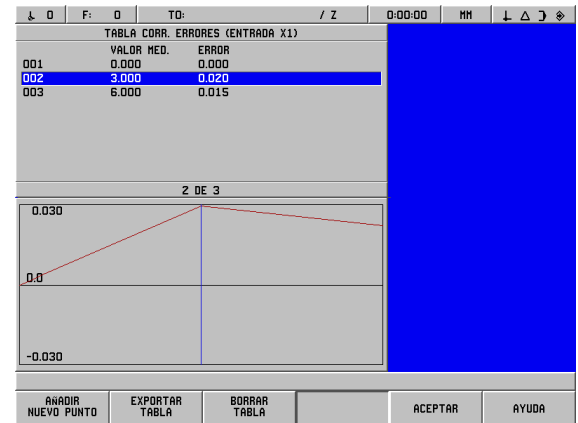 0 F: 0 TO: / Z 0:00:00 MM
TABLA CORR. ERRORES (ENTRADA X1)
VALOR MED. ERROR
001 0.000 0.000
002 3.000 0.020
003 6.000 0.015
2 DE 3
0.030
0.0
-0.030
AÑADIR
NUEVO PUNTO
EXPORTAR
TABLA
BORRAR
TABLA
ACEPTAR
AYUDA